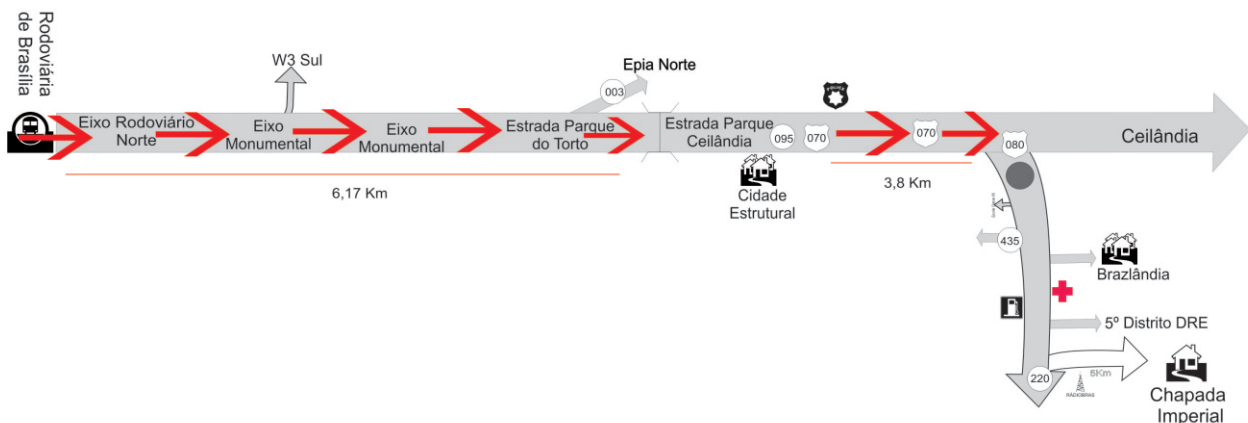 Rodoviária
de Brasília
W3 Sul
Epia Norte
003
Eixo Rodoviário
Norte
Eixo
Monumental
Eixo
Monumental
Estrada Parque
do Torto
Estrada Parque
Ceilândia
095
070
070
080
Ceilândia
6,17 Km
Cidade
Estrutural
3,8 Km
435
Brazlândia
5º Distrito DRE
220
5Km
RÁDIOBRÁS
Chapada
Imperial